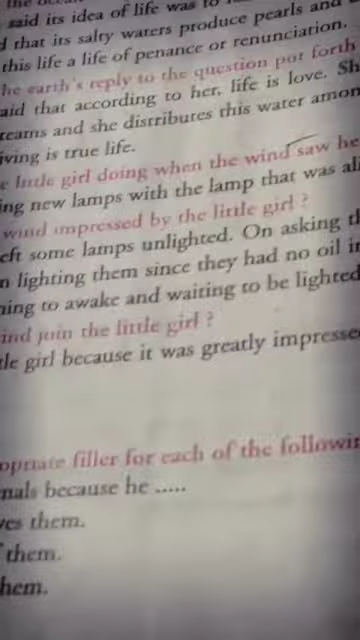 the ocean
said its idea of life was to
d that its salty waters produce pearls and
this life a life of penance or renunciation.
he earth's reply to the question put forth
aid that according to her, life is love. Sh
reams and she distributes this water amon
iving is true life.
e little girl doing when the wind saw he
ing new lamps with the lamp that was ali
wind impressed by the little girl ?
eft some lamps unlighted. On asking th
n lighting them since they had no oil in
ning to awake and waiting to be lighted
ind join the little girl ?
tle girl because it was greatly impresse
opriate filler for each of the followin
mals because he .....
ves them.
them.
hem.